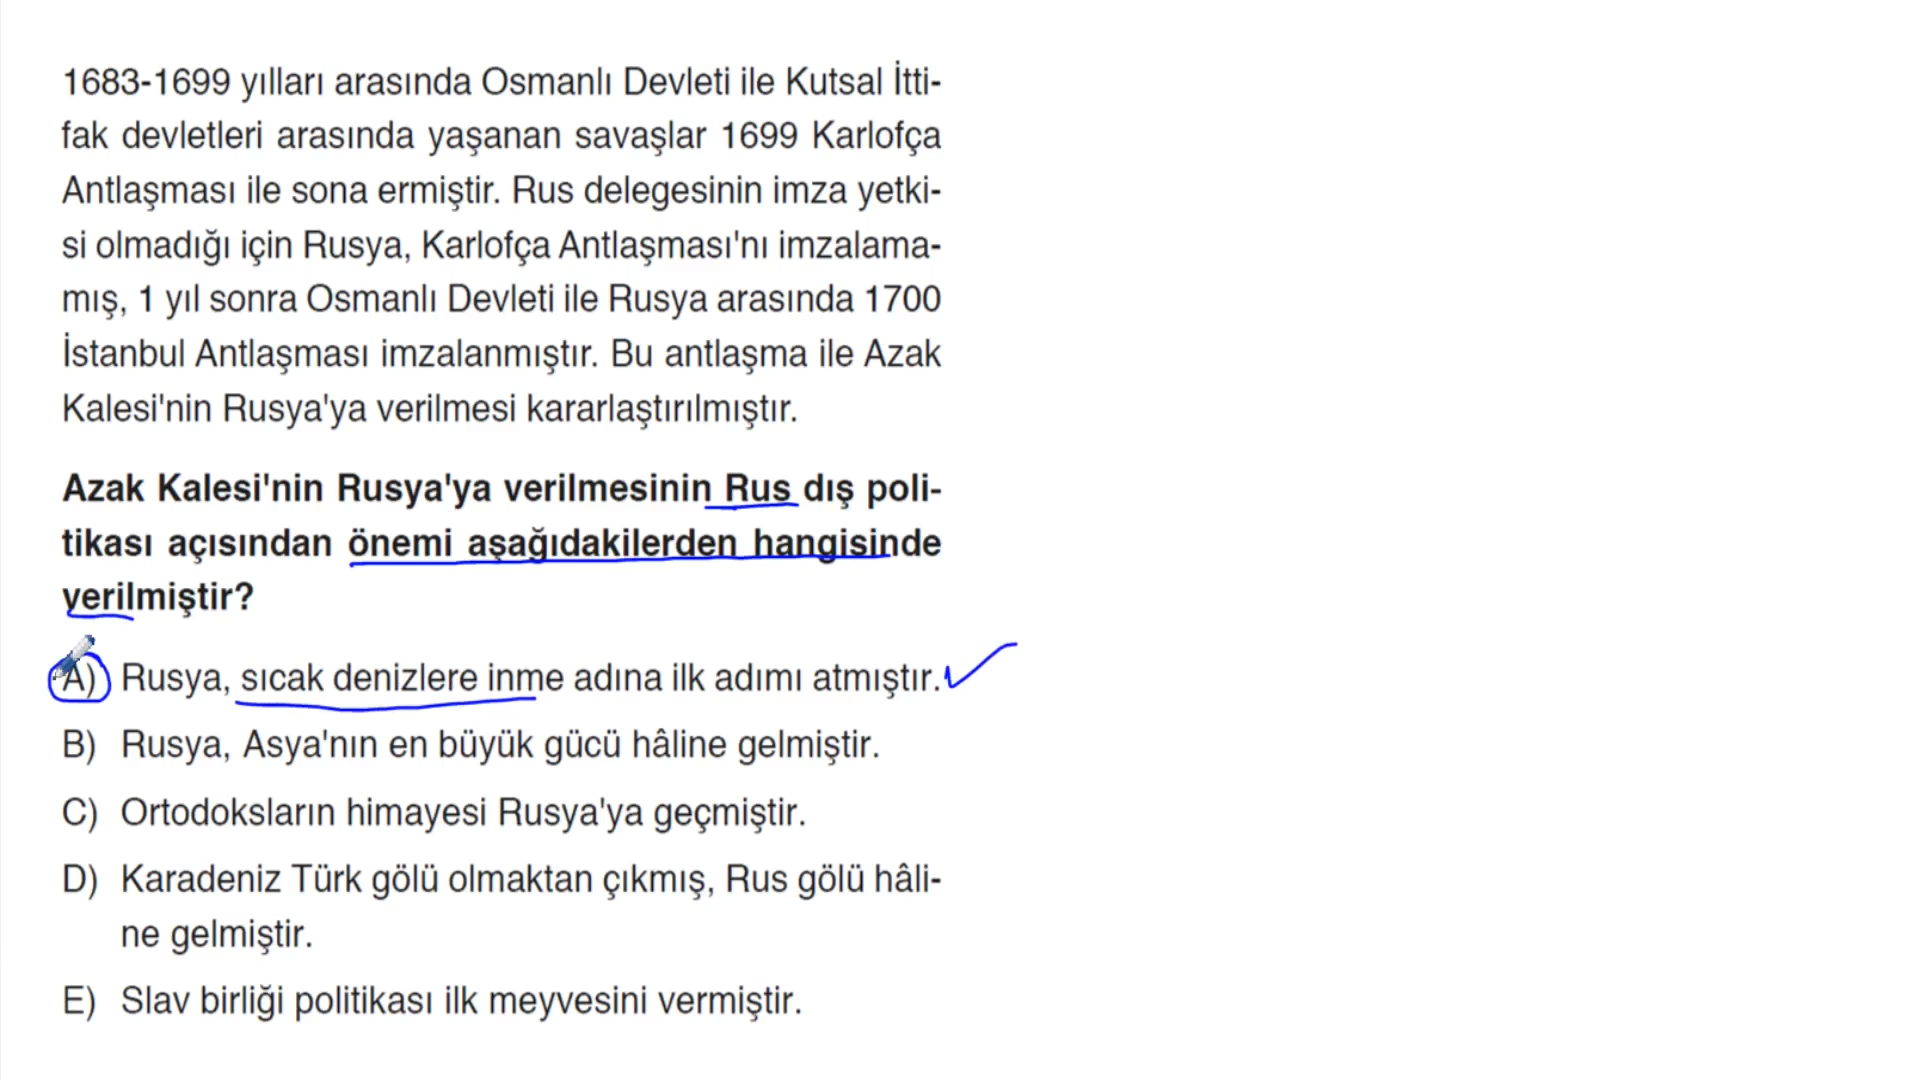 1683-1699 yılları arasında Osmanlı Devleti ile Kutsal İtti-
fak devletleri arasında yaşanan savaşlar 1699 Karlofça
Antlaşması ile sona ermiştir. Rus delegesinin imza yetki-
si olmadığı için Rusya, Karlofça Antlaşması'nı imzalama-
mış, 1 yıl sonra Osmanlı Devleti ile Rusya arasında 1700
İstanbul Antlaşması imzalanmıştır. Bu antlaşma ile Azak
Kalesi'nin Rusya'ya verilmesi kararlaştırılmıştır.
Azak Kalesi'nin Rusya'ya verilmesinin Rus dış poli-
tikası açısından önemi aşağıdakilerden hangisinde
verilmiştir?
A) Rusya, sıcak denizlere inme adına ilk adımı atmıştır.
B) Rusya, Asya'nın en büyük gücü hâline gelmiştir.
C) Ortodoksların himayesi Rusya'ya geçmiştir.
D) Karadeniz Türk gölü olmaktan çıkmış, Rus gölü hâli-
ne gelmiştir.
E) Slav birliği politikası ilk meyvesini vermiştir.